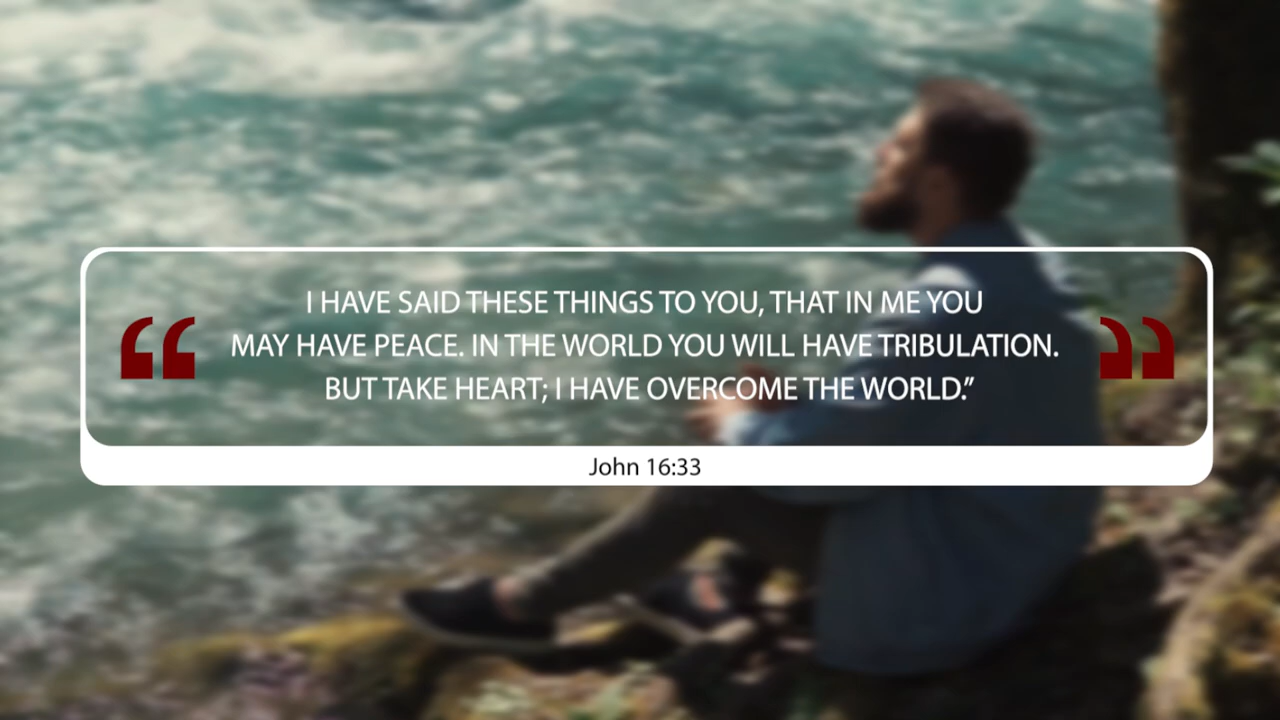 I HAVE SAID THESE THINGS TO YOU, THAT IN ME YOU
MAY HAVE PEACE. IN THE WORLD YOU WILL HAVE TRIBULATION.
BUT TAKE HEART; I HAVE OVERCOME THE WORLD.”
John 16:33